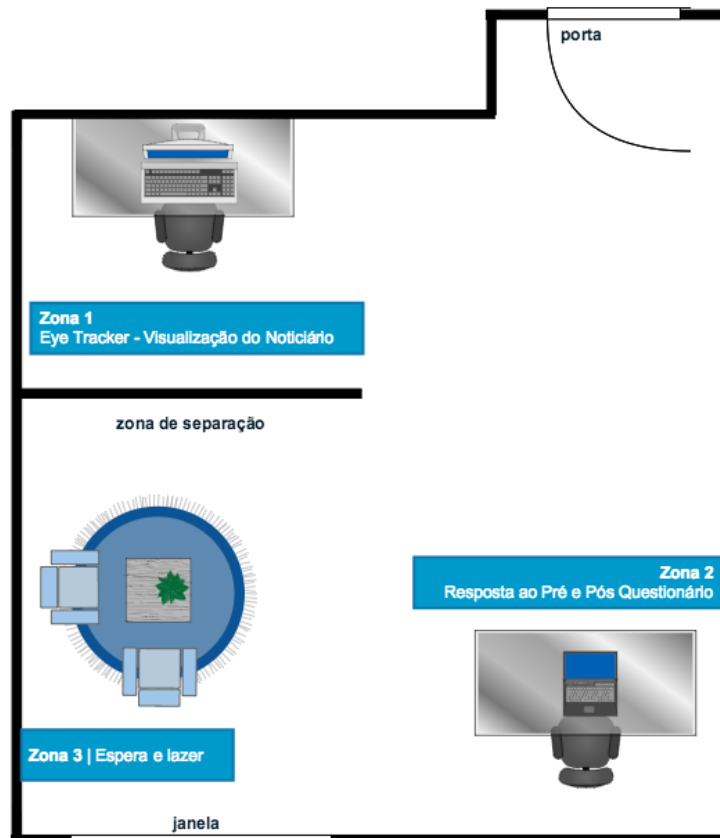 porta
Zona 1
Eye Tracker - Visualização do Noticiário
zona de separação
Zona 2
Resposta ao Pré e Pós Questionário
Zona 3 | Espera e lazer
janela